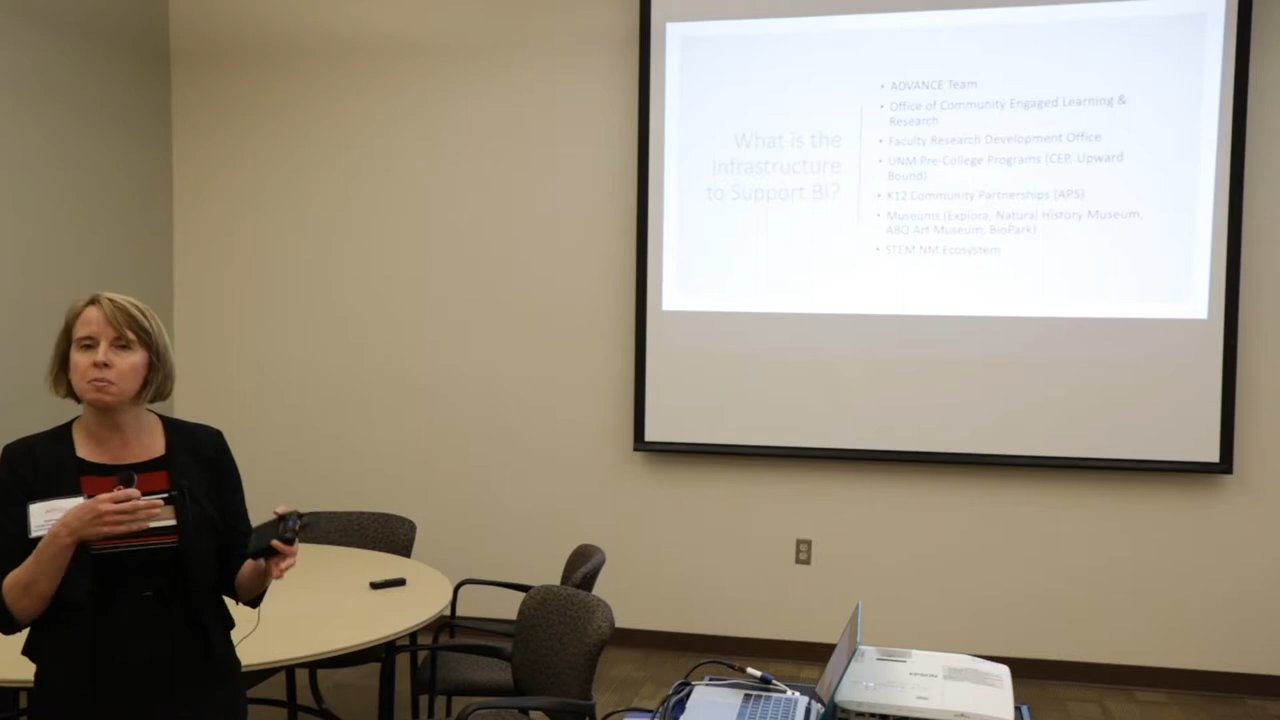 What is the
Infrastructure
to Support BI?
• ADVANCE Team
• Office of Community Engaged Learning &
Research
• Faculty Research Development Office
• UNM Pre-College Programs (CEP, Upward
Bound)
• K12 Community Partnerships (APS)
• Museums (Explora, Natural History Museum,
ABQ Art Museum, BioPark)
• STEM NM Ecosystem